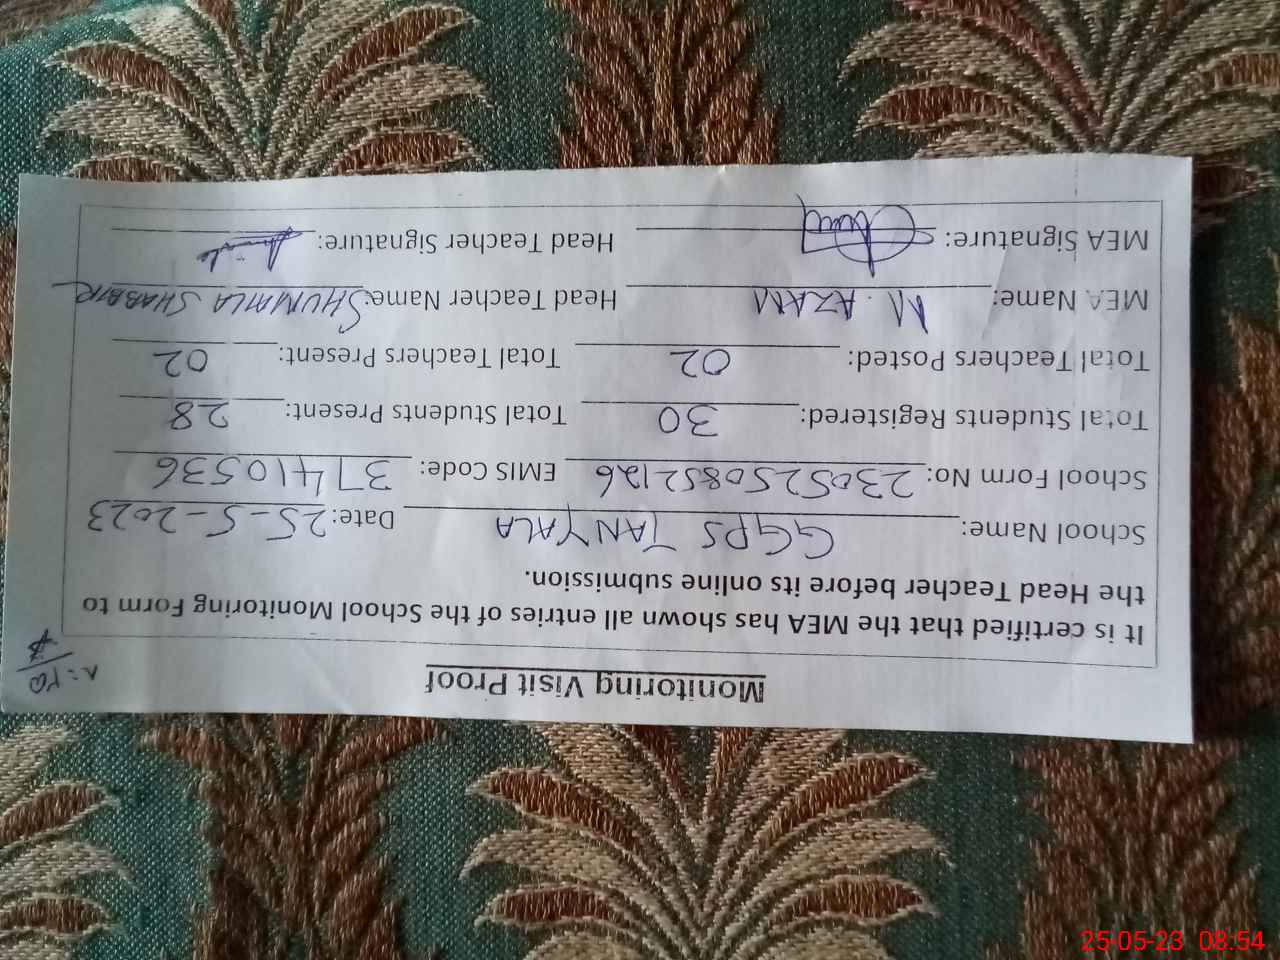 Monitoring Visit Proof
It is certified that the MEA has shown all entries of the School Monitoring Form to
the Head Teacher before its online submission.
School Name: GGPS TANYALA Date: 25-5-2023
School Form No: 2305250852126 EMIS Code: 37410536
Total Students Registered: 30 Total Students Present: 28
Total Teachers Posted: 02 Total Teachers Present: 02
MEA Name: M. AZAM Head Teacher Name: SHUMAILA SHABBIR
MEA Signature: Head Teacher Signature:
25-05-23 08:54